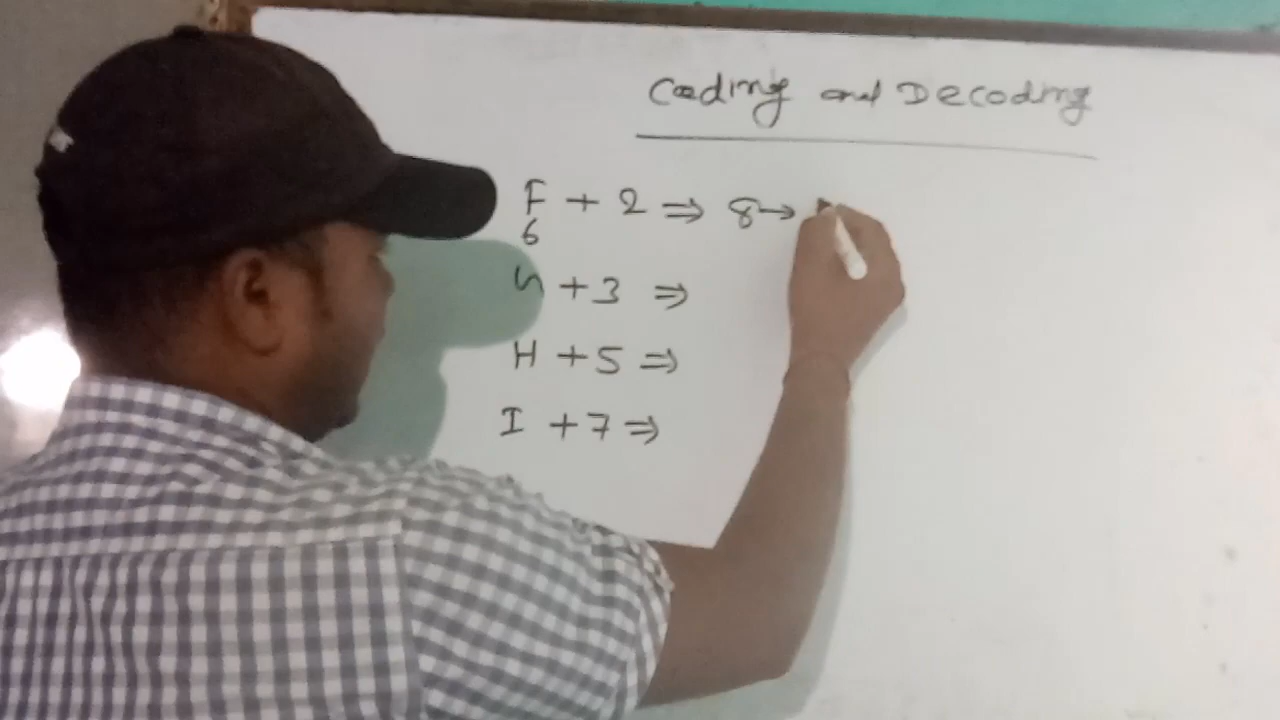 Coding and Decoding
F + 2 ⇒ 8 →
6
G + 3 ⇒
H + 5 ⇒
I + 7 ⇒